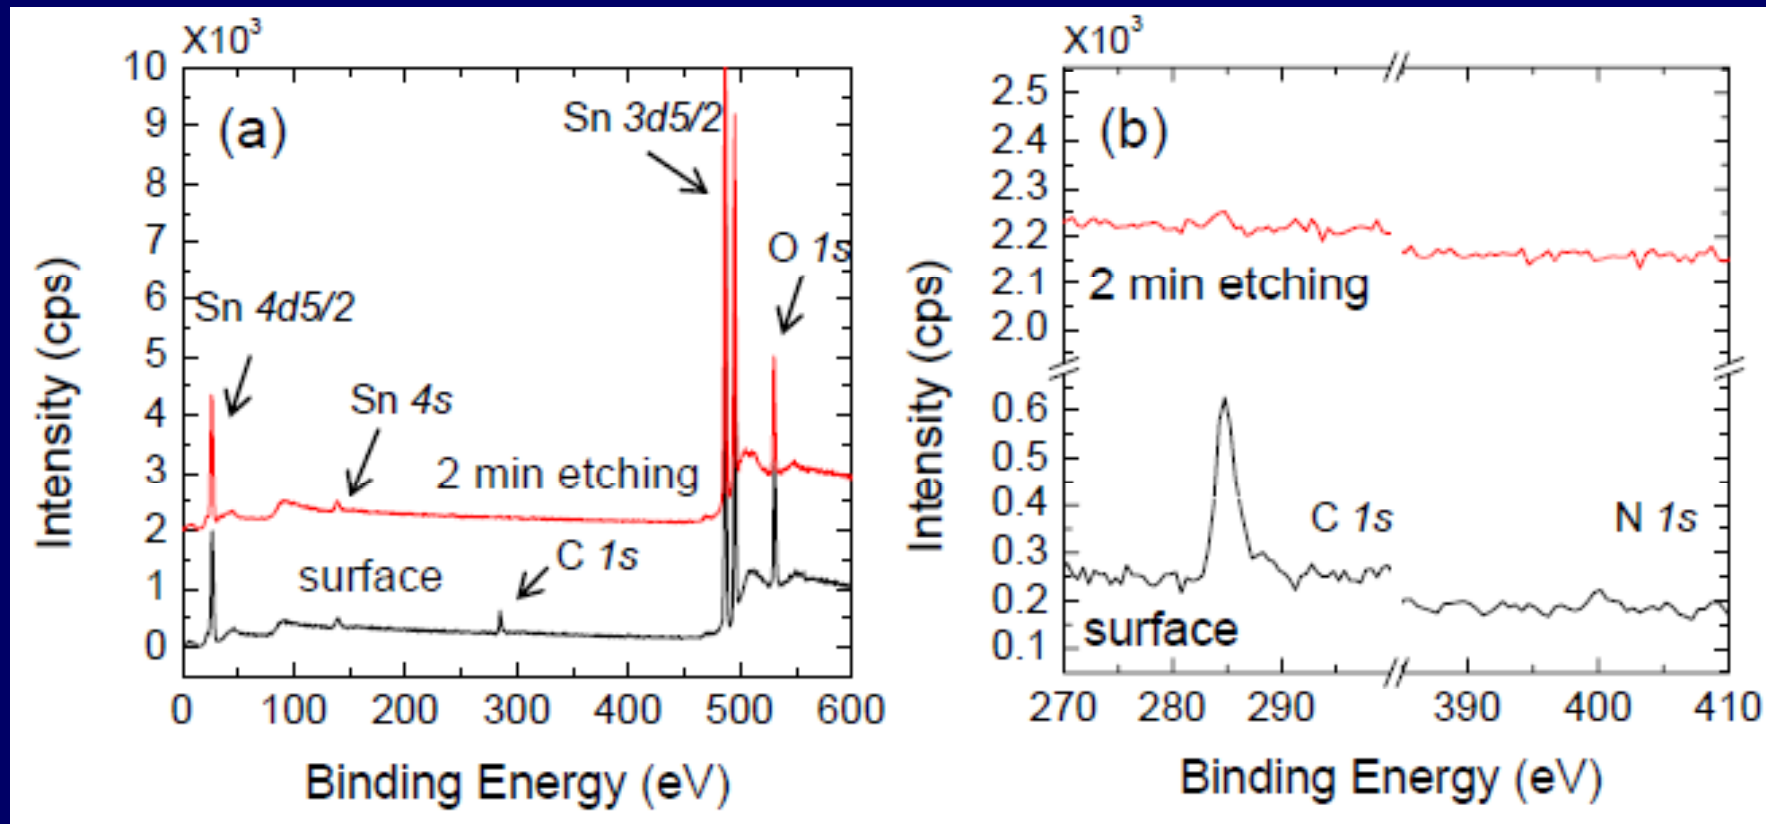 X10³
10
9
8
7
6
5
4
3
2
1
0
(a)
Sn 3d5/2
O 1s
Sn 4d5/2
Sn 4s
2 min etching
C 1s
surface
0 100 200 300 400 500 600
Binding Energy (eV)
Intensity (cps)
X10³
2.5
2.4
2.3
2.2
2.1
2.0
0.6
0.5
0.4
0.3
0.2
0.1
(b)
2 min etching
C 1s
N 1s
surface
270 280 290 390 400 410
Binding Energy (eV)
Intensity (cps)